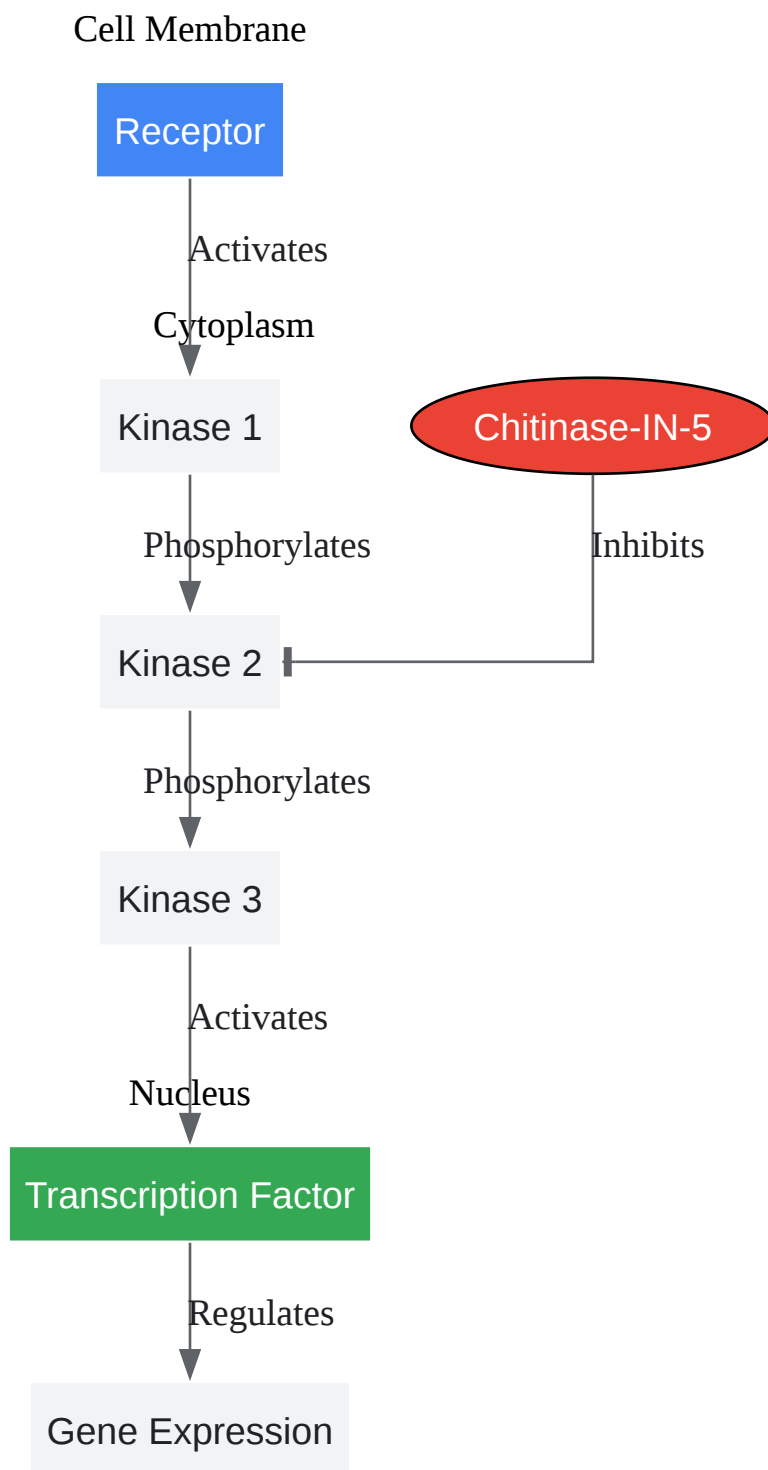 Cell Membrane
Receptor
Activates
Cytoplasm
Kinase 1
Chitinase-IN-5
Phosphorylates
Inhibits
Kinase 2
Phosphorylates
Kinase 3
Activates
Nucleus
Transcription Factor
Regulates
Gene Expression